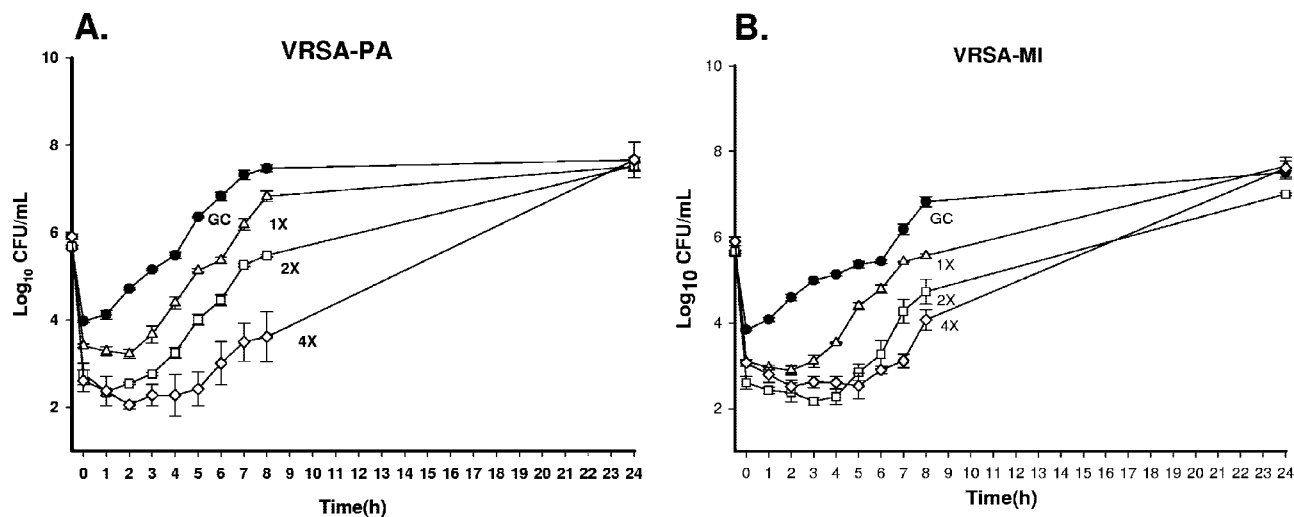 A.
VRSA-PA
10
8
6
4
2
Log10 CFU/mL
GC
1X
2X
4X
0 1 2 3 4 5 6 7 8 9 10 11 12 13 14 15 16 17 18 19 20 21 22 23 24
Time(h)
B.
VRSA-MI
10
8
6
4
2
Log10 CFU/mL
GC
1X
2X
4X
0 1 2 3 4 5 6 7 8 9 10 11 12 13 14 15 16 17 18 19 20 21 22 23 24
Time(h)